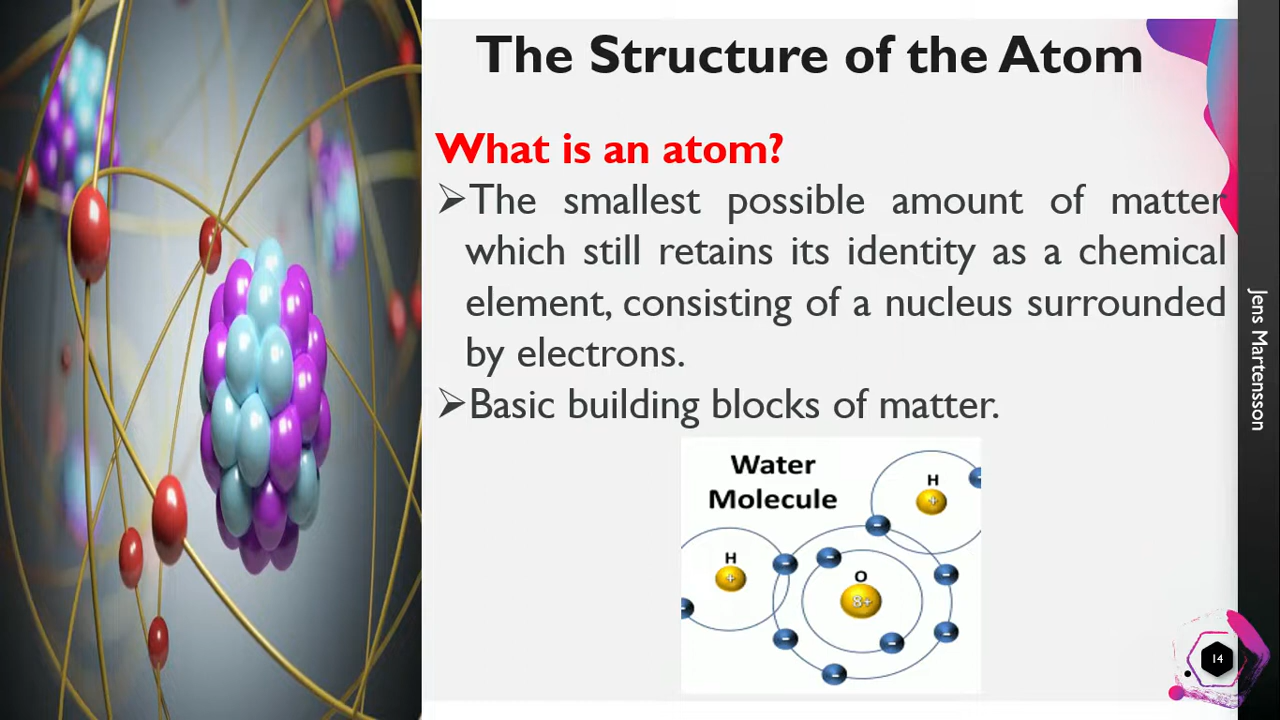 The Structure of the Atom
What is an atom?
➢The smallest possible amount of matter
which still retains its identity as a chemical
element, consisting of a nucleus surrounded
by electrons.
➢Basic building blocks of matter.
Water
Molecule
H
+
H
+
O
8+
-
-
-
-
-
-
-
-
-
-
Jens Martensson
14